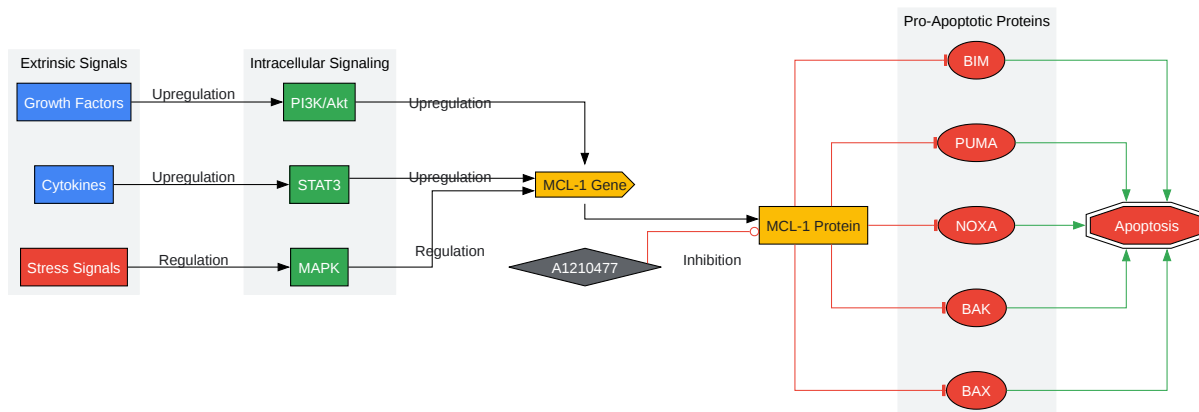 Pro-Apoptotic Proteins
Extrinsic Signals
Intracellular Signaling
BIM
Growth Factors
Upregulation
PI3K/Akt
Upregulation
PUMA
Cytokines
Upregulation
STAT3
Upregulation
MCL-1 Gene
MCL-1 Protein
NOXA
Apoptosis
Stress Signals
Regulation
MAPK
Regulation
A1210477
Inhibition
BAK
BAX